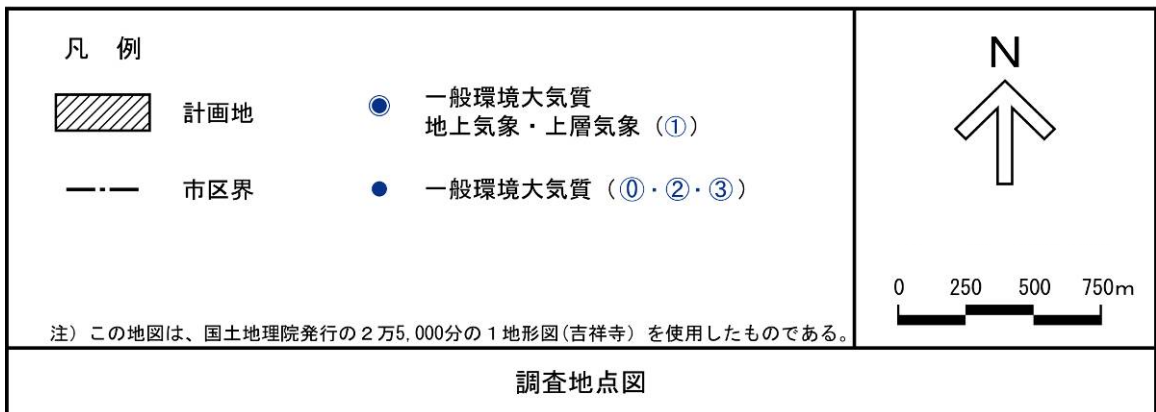 凡 例
計画地
一般環境大気質
地上気象・上層気象（①）
市区界
一般環境大気質（⓪・②・③）
注）この地図は、国土地理院発行の2万5,000分の1地形図(吉祥寺）を使用したものである。
N
0 250 500 750m
調査地点図